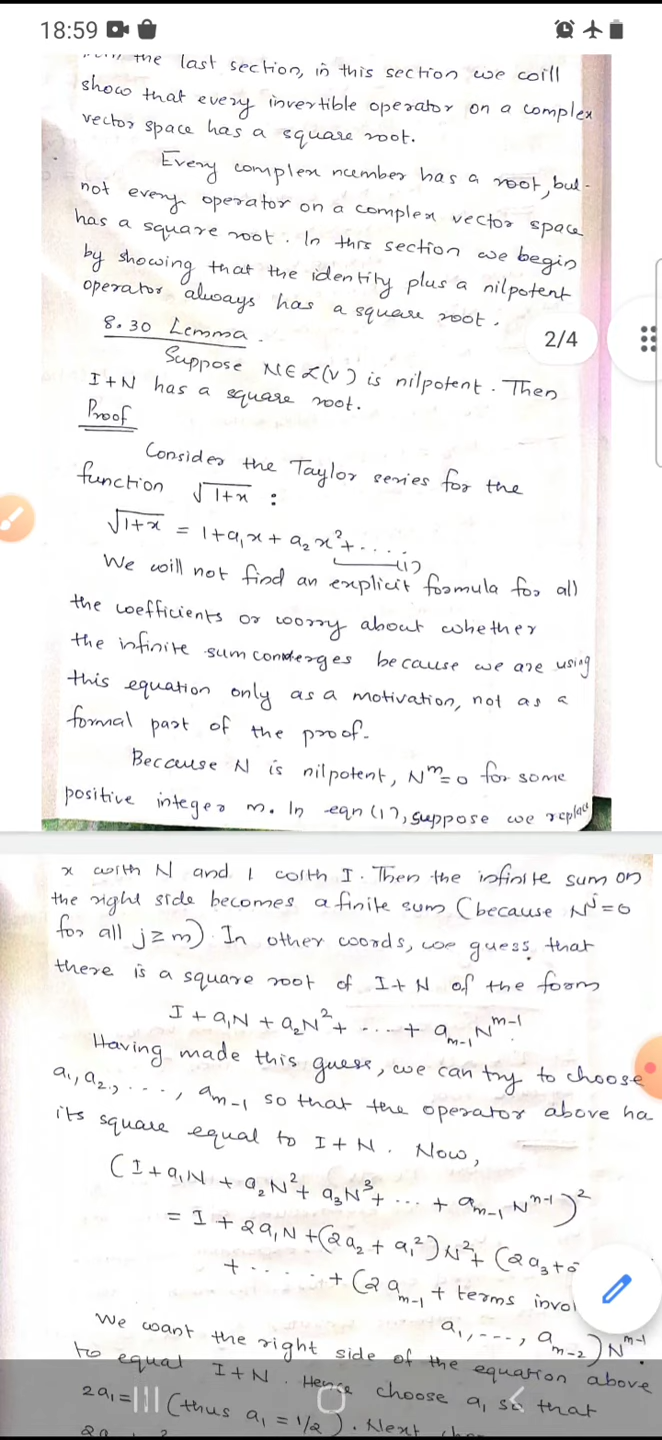 18:59
the last section, in this section we will
show that every invertible operator on a complex
vector space has a square root.
Every complex number has a root, but
not every operator on a complex vector space
has a square root. In this section we begin
by showing that the identity plus a nilpotent
operator always has a square root.
8.30 Lemma.
2/4
Suppose N∈ℒ(V) is nilpotent. Then
I+N has a square root.
Proof
Consider the Taylor series for the
function √1+x :
√1+x = 1+a₁x + a₂x²+ .....
(1)
We will not find an explicit formula for all
the coefficients or worry about whether
the infinite sum converges because we are using
this equation only as a motivation, not as a
formal part of the proof.
Because N is nilpotent, Nᵐ=0 for some
positive integer m. In eqn (1), suppose we replace
x with N and 1 with I. Then the infinite sum on
the right side becomes a finite sum (because Nʲ=0
for all j≥m). In other words, we guess that
there is a square root of I+N of the form
I + a₁N + a₂N² + ... + aₘ₋₁Nᵐ⁻¹.
Having made this guess, we can try to choose
a₁, a₂, ..., aₘ₋₁ so that the operator above ha
its square equal to I+N. Now,
(I+a₁N + a₂N²+ a₃N³+ ... + aₘ₋₁Nᵐ⁻¹)²
= I + 2a₁N +(2a₂ + a₁²)N²+ (2a₃+
+ ..... + (2aₘ₋₁ + terms invol
a₁,---, aₘ₋₂)Nᵐ⁻¹.
We want the right side of the equation above
to equal I+N. Hence choose a₁ so that
2a₁= (thus a₁ = 1/2). Next